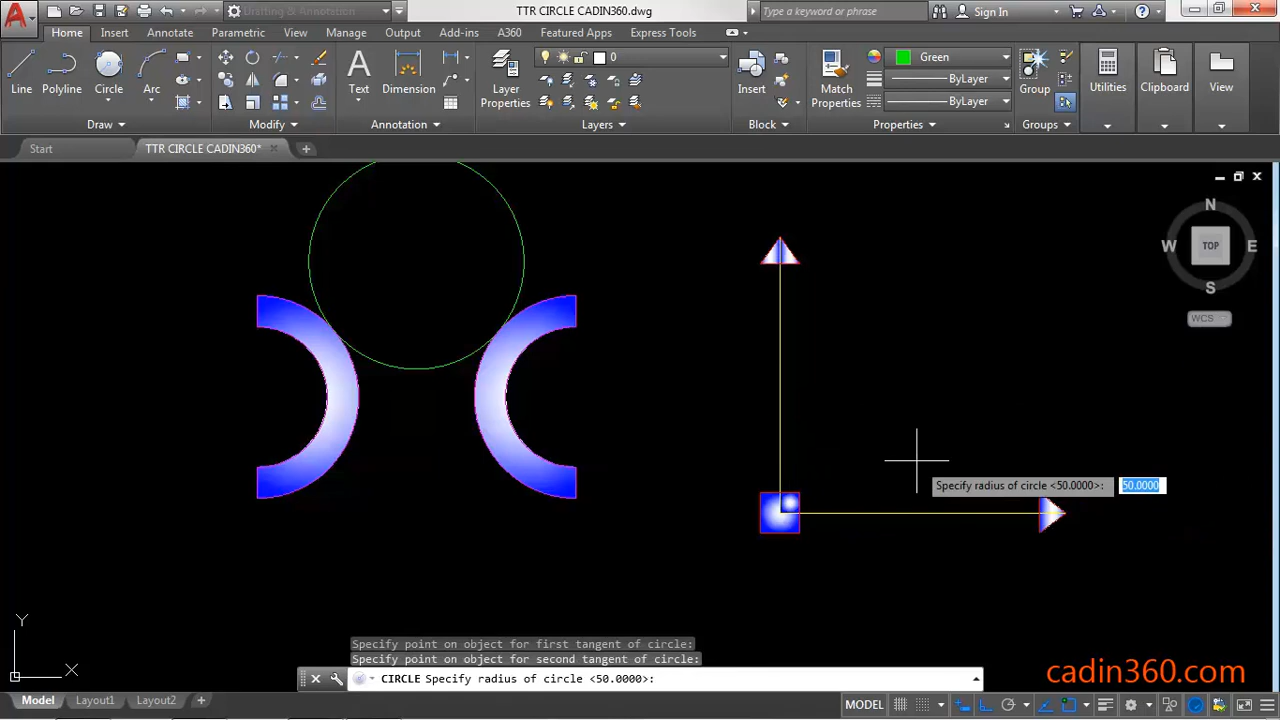 Drafting & Annotation
TTR CIRCLE CADIN360.dwg
Type a keyword or phrase
Sign In
Home Insert Annotate Parametric View Manage Output Add-ins A360 Featured Apps Express Tools
0
Green
ByLayer
ByLayer
Line Polyline Circle Arc
Text Dimension
Layer Properties
Insert
Match Properties
Group
Utilities
Clipboard
View
Draw Modify Annotation Layers Block Properties Groups
Start TTR CIRCLE CADIN360*
N
W TOP E
S
WCS
Specify radius of circle <50.0000>: 50.0000
Y
X
Specify point on object for first tangent of circle:
Specify point on object for second tangent of circle:
CIRCLE Specify radius of circle <50.0000>:
cadin360.com
Model Layout1 Layout2
MODEL